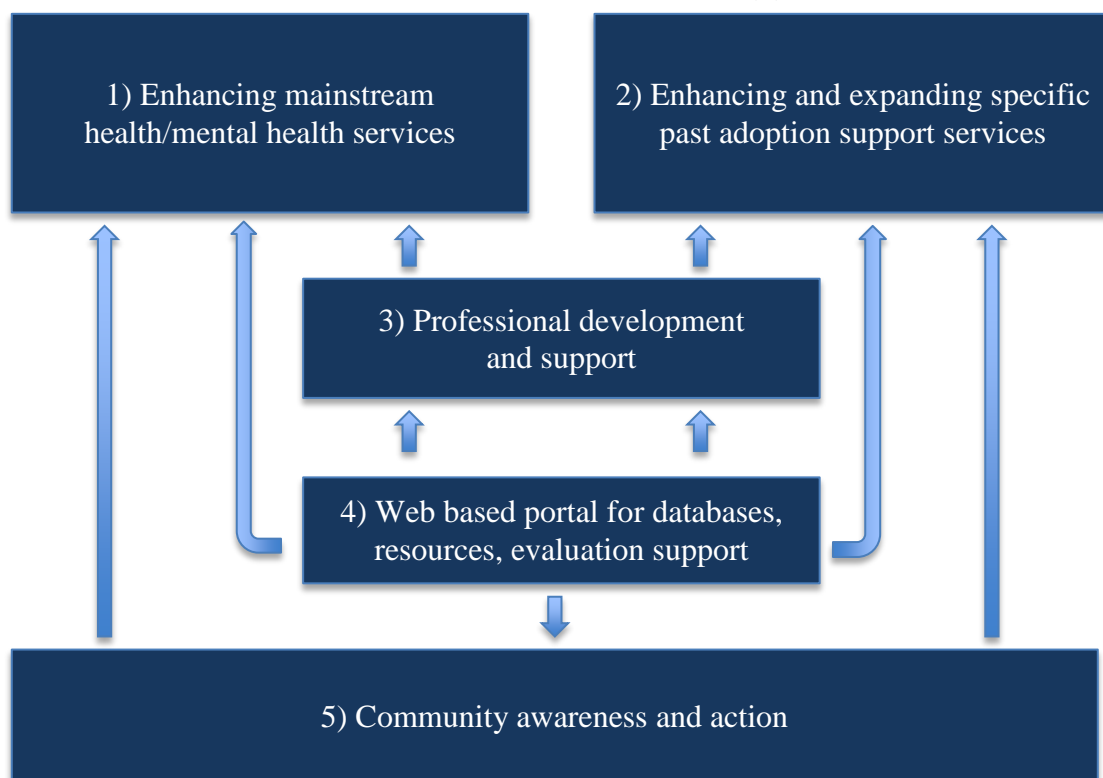 1) Enhancing mainstream
health/mental health services
2) Enhancing and expanding specific
past adoption support services
3) Professional development
and support
4) Web based portal for databases,
resources, evaluation support
5) Community awareness and action